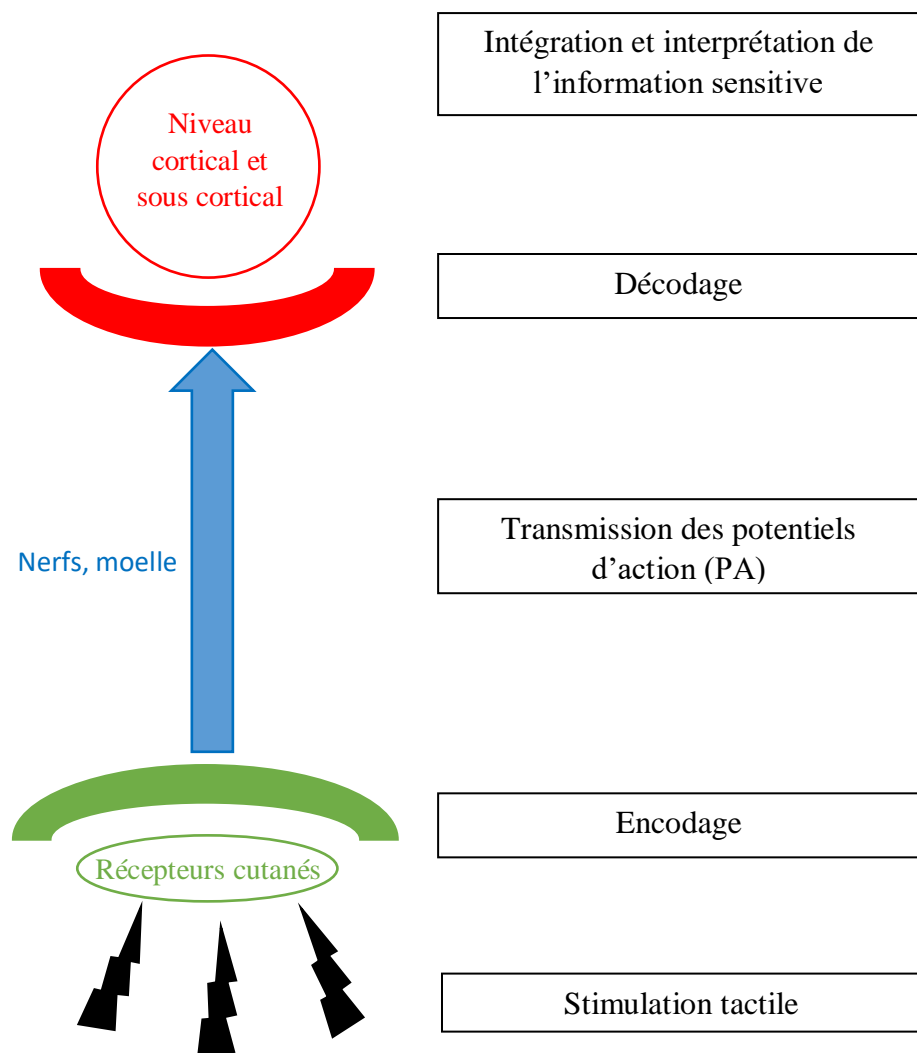 Intégration et interprétation de
l’information sensitive
Niveau
cortical et
sous cortical
Décodage
Transmission des potentiels
d’action (PA)
Nerfs, moelle
Encodage
Récepteurs cutanés
Stimulation tactile